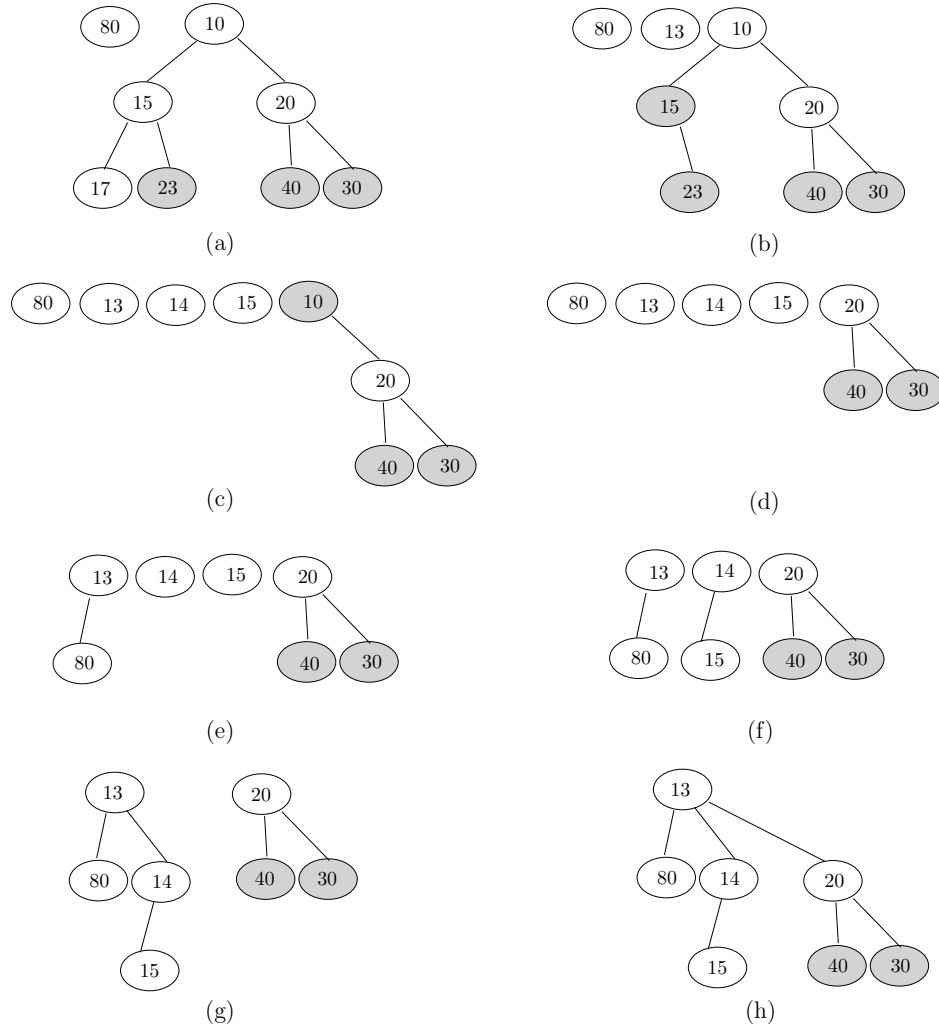 80 10
15 20
17 23 40 30
(a)
80 13 10
15 20
23 40 30
(b)
80 13 14 15 10
20
40 30
(c)
80 13 14 15 20
40 30
(d)
13 14 15 20
80 40 30
(e)
13 14 20
80 15 40 30
(f)
13 20
80 14 40 30
15
(g)
13
80 14 20
15 40 30
(h)